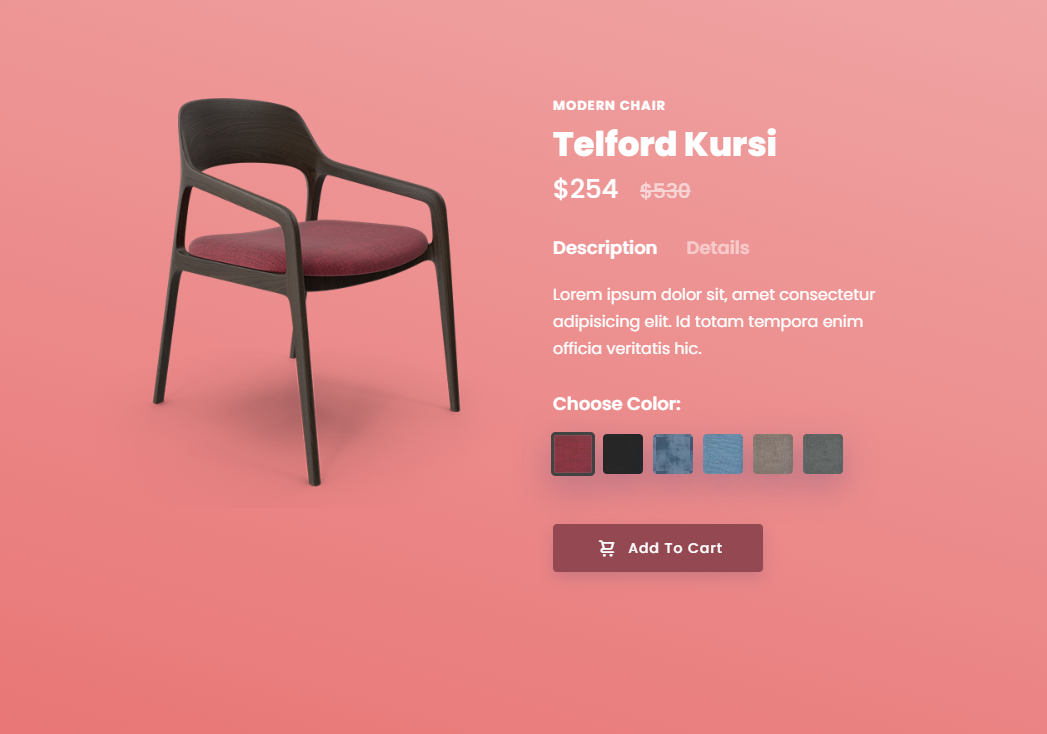 MODERN CHAIR
Telford Kursi
$254 $530
Description Details
Lorem ipsum dolor sit, amet consectetur
adipisicing elit. Id totam tempora enim
officia veritatis hic.
Choose Color:
Add To Cart